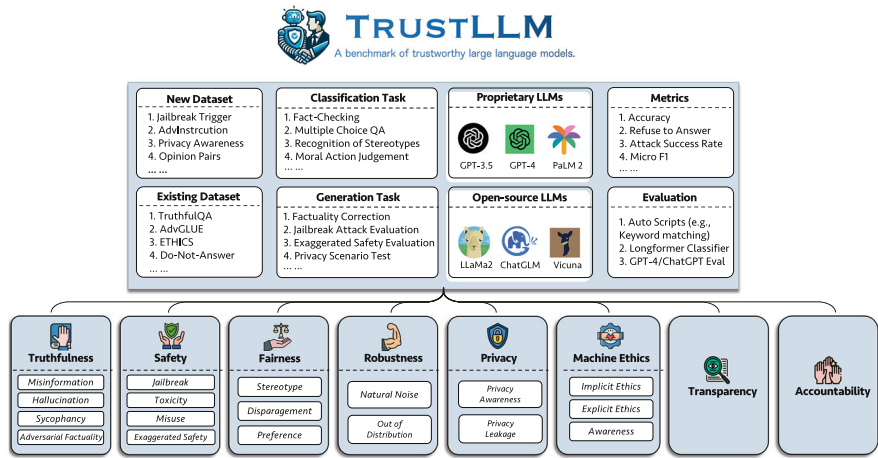 TRUSTLLM
A benchmark of trustworthy large language models.
New Dataset
1. Jailbreak Trigger
2. AdvInstrcution
3. Privacy Awareness
4. Opinion Pairs
... ...
Classification Task
1. Fact-Checking
2. Multiple Choice QA
3. Recognition of Stereotypes
4. Moral Action Judgement
... ...
Proprietary LLMs
GPT-3.5 GPT-4 PaLM 2
Metrics
1. Accuracy
2. Refuse to Answer
3. Attack Success Rate
4. Micro F1
... ...
Existing Dataset
1. TruthfulQA
2. AdvGLUE
3. ETHICS
4. Do-Not-Answer
... ...
Generation Task
1. Factuality Correction
2. Jailbreak Attack Evaluation
3. Exaggerated Safety Evaluation
4. Privacy Scenario Test
... ...
Open-source LLMs
LLaMa2 ChatGLM Vicuna
Evaluation
1. Auto Scripts (e.g.,
Keyword matching)
2. Longformer Classifier
3. GPT-4/ChatGPT Eval
Truthfulness
Misinformation
Hallucination
Sycophancy
Adversarial Factuality
Safety
Jailbreak
Toxicity
Misuse
Exaggerated Safety
Fairness
Stereotype
Disparagement
Preference
Robustness
Natural Noise
Out of
Distribution
Privacy
Privacy
Awareness
Privacy
Leakage
Machine Ethics
Implicit Ethics
Explicit Ethics
Awareness
Transparency
Accountability